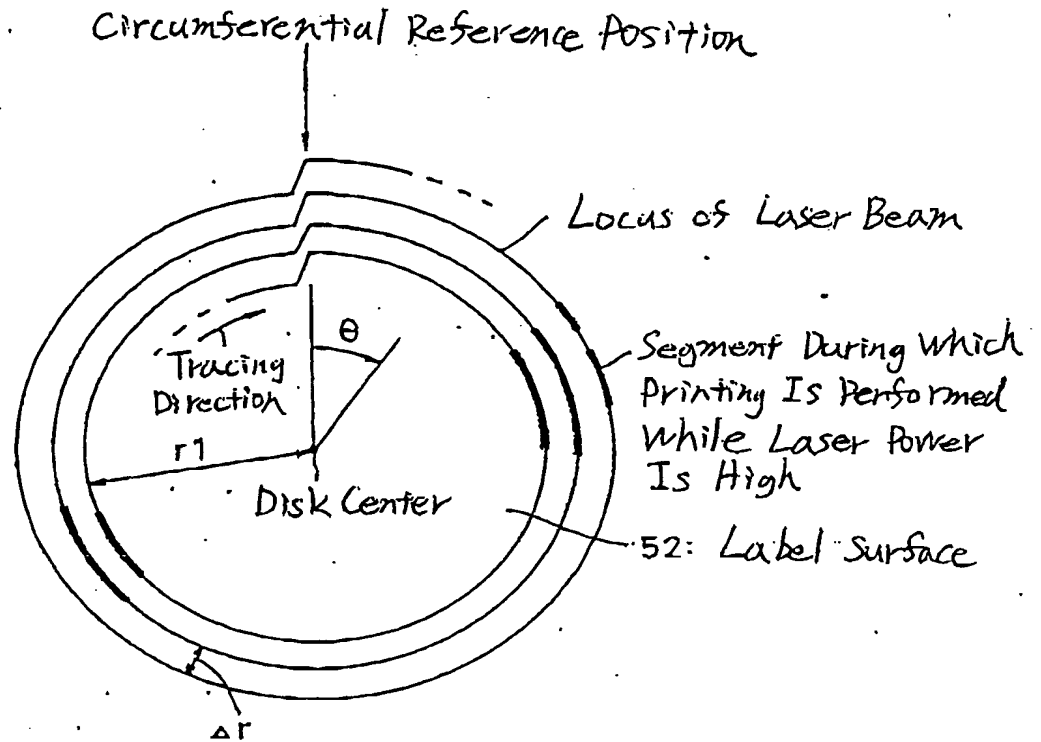 Circumferential Reference Position
Locus of Laser Beam
θ
Tracing
Direction
Segment During Which
Printing Is Performed
While Laser Power
Is High
r1
Disk Center
52: Label Surface
Δr